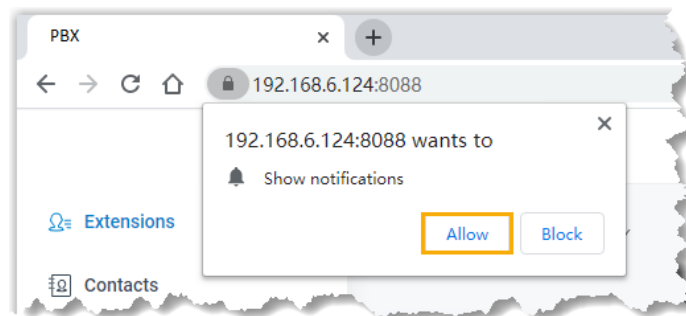 PBX
192.168.6.124:8088
192.168.6.124:8088 wants to
Show notifications
Allow
Block
Extensions
Contacts